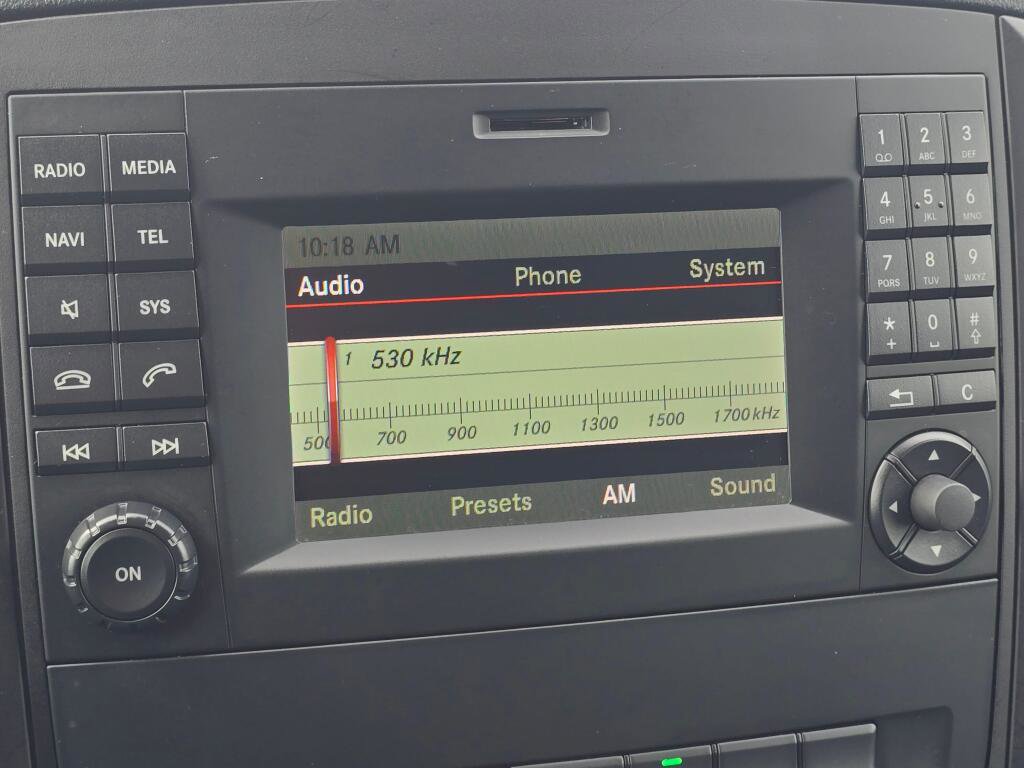 RADIO MEDIA
NAVI TEL
SYS
ON
10:18 AM
Audio Phone System
1 530 kHz
500 700 900 1100 1300 1500 1700 kHz
Radio Presets AM Sound
1 2 ABC 3 DEF
4 GHI 5 JKL 6 MNO
7 PQRS 8 TUV 9 WXYZ
* + 0 #
C